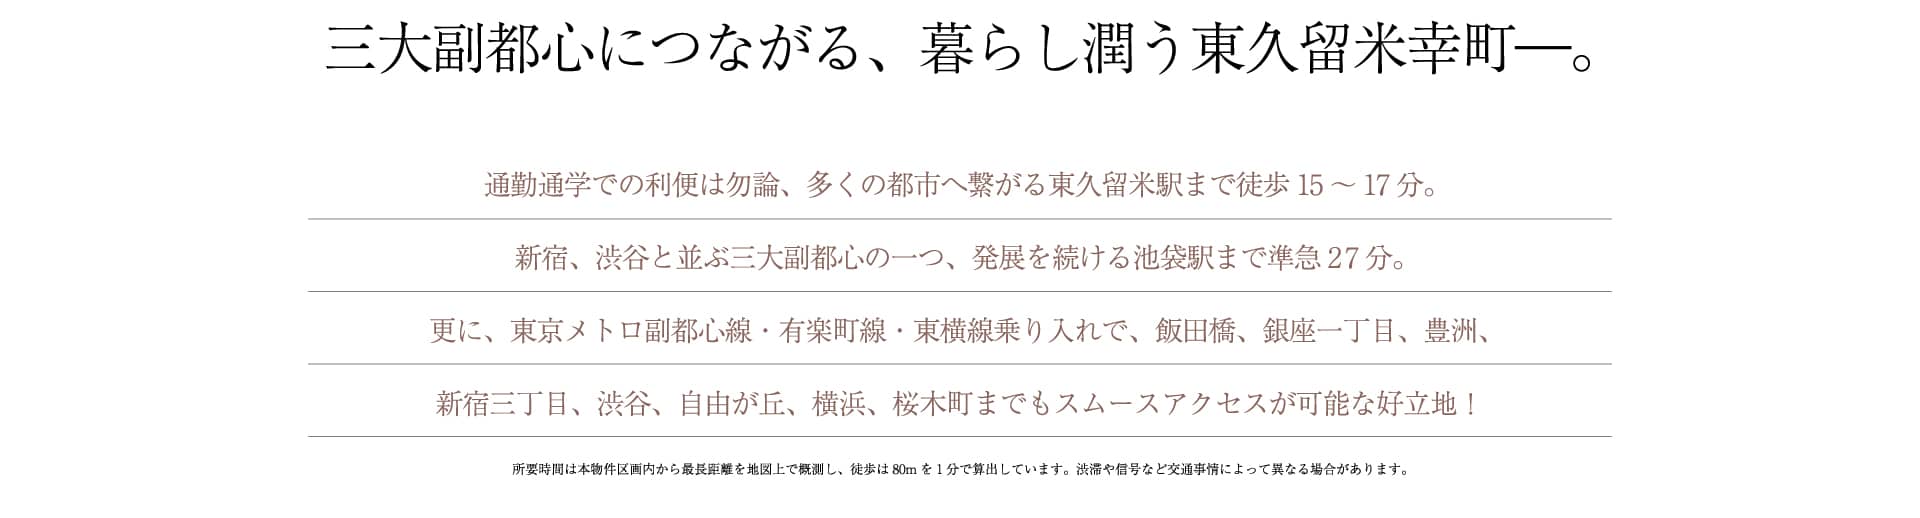 三大副都心につながる、暮らし潤う東久留米幸町―。
通勤通学での利便は勿論、多くの都市へ繋がる東久留米駅まで徒歩 15 ～ 17 分。
新宿、渋谷と並ぶ三大副都心の一つ、発展を続ける池袋駅まで準急 27 分。
更に、東京メトロ副都心線・有楽町線・東横線乗り入れで、飯田橋、銀座一丁目、豊洲、
新宿三丁目、渋谷、自由が丘、横浜、桜木町までもスムースアクセスが可能な好立地！
所要時間は本物件区画内から最長距離を地図上で概測し、徒歩は 80m を 1 分で算出しています。渋滞や信号など交通事情によって異なる場合があります。